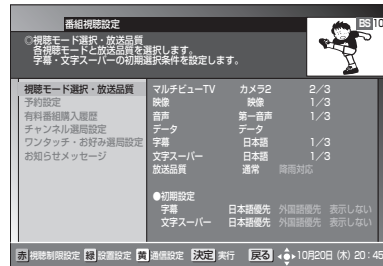 番組視聴設定
BS 10
◎視聴モード選択・放送品質
各視聴モードと放送品質を選択します。
字幕・文字スーパーの初期選択条件を設定します。
視聴モード選択・放送品質
予約設定
有料番組購入履歴
チャンネル選局設定
ワンタッチ・お好み選局設定
お知らせメッセージ
マルチビューTV カメラ2 2/3
映像 映像 1/3
音声 第一音声 1/3
データ データ
字幕 日本語 1/3
文字スーパー 日本語 1/3
放送品質 通常 降雨対応
●初期設定
字幕 日本語優先 外国語優先 表示しない
文字スーパー 日本語優先 外国語優先 表示しない
赤 視聴制限設定 緑 設置設定 黄 通信設定 決定 実行 戻る 10月20日 (木) 20:45